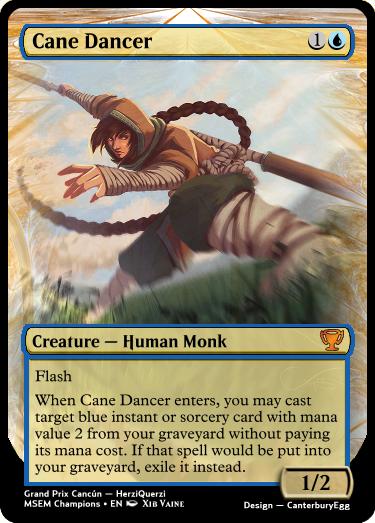 Cane Dancer 1
Creature — Human Monk
Flash
When Cane Dancer enters, you may cast
target blue instant or sorcery card with mana
value 2 from your graveyard without paying
its mana cost. If that spell would be put into
your graveyard, exile it instead.
1/2
Grand Prix Cancún — HerziQuerzi
MSEM Champions • EN Xib Vaine
Design — CanterburyEgg